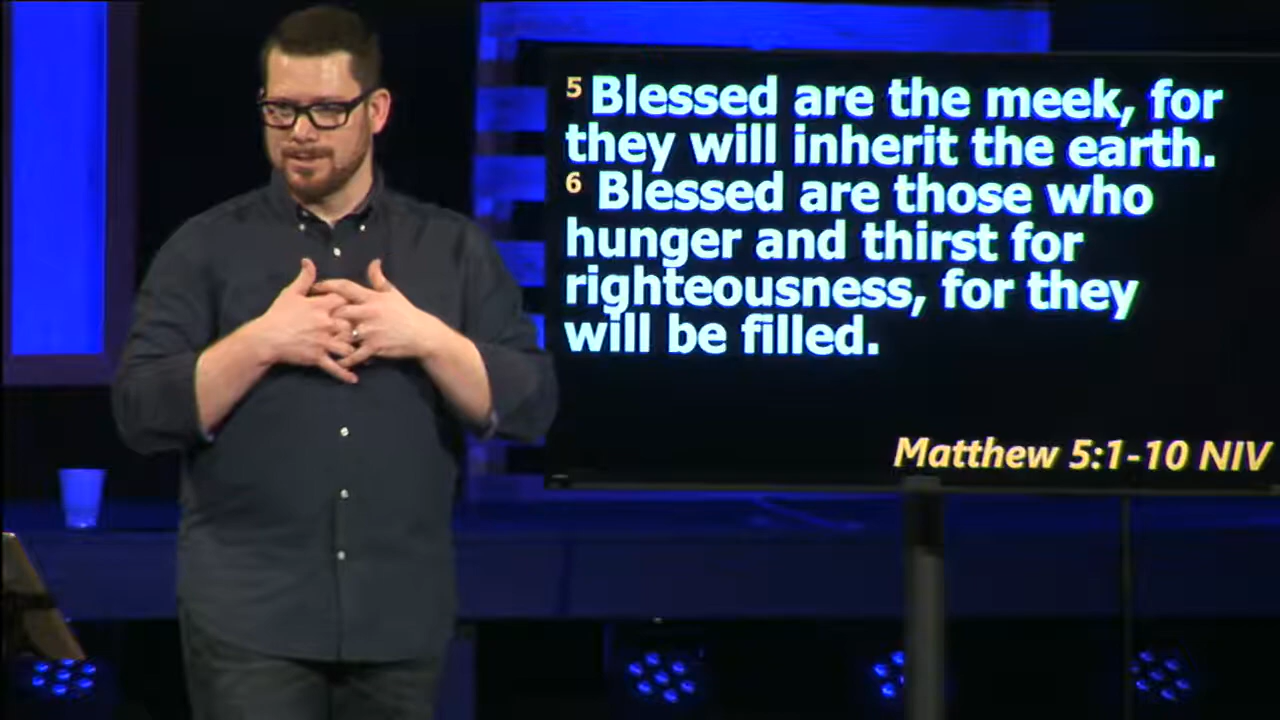 5 Blessed are the meek, for
they will inherit the earth.
6 Blessed are those who
hunger and thirst for
righteousness, for they
will be filled.
Matthew 5:1-10 NIV